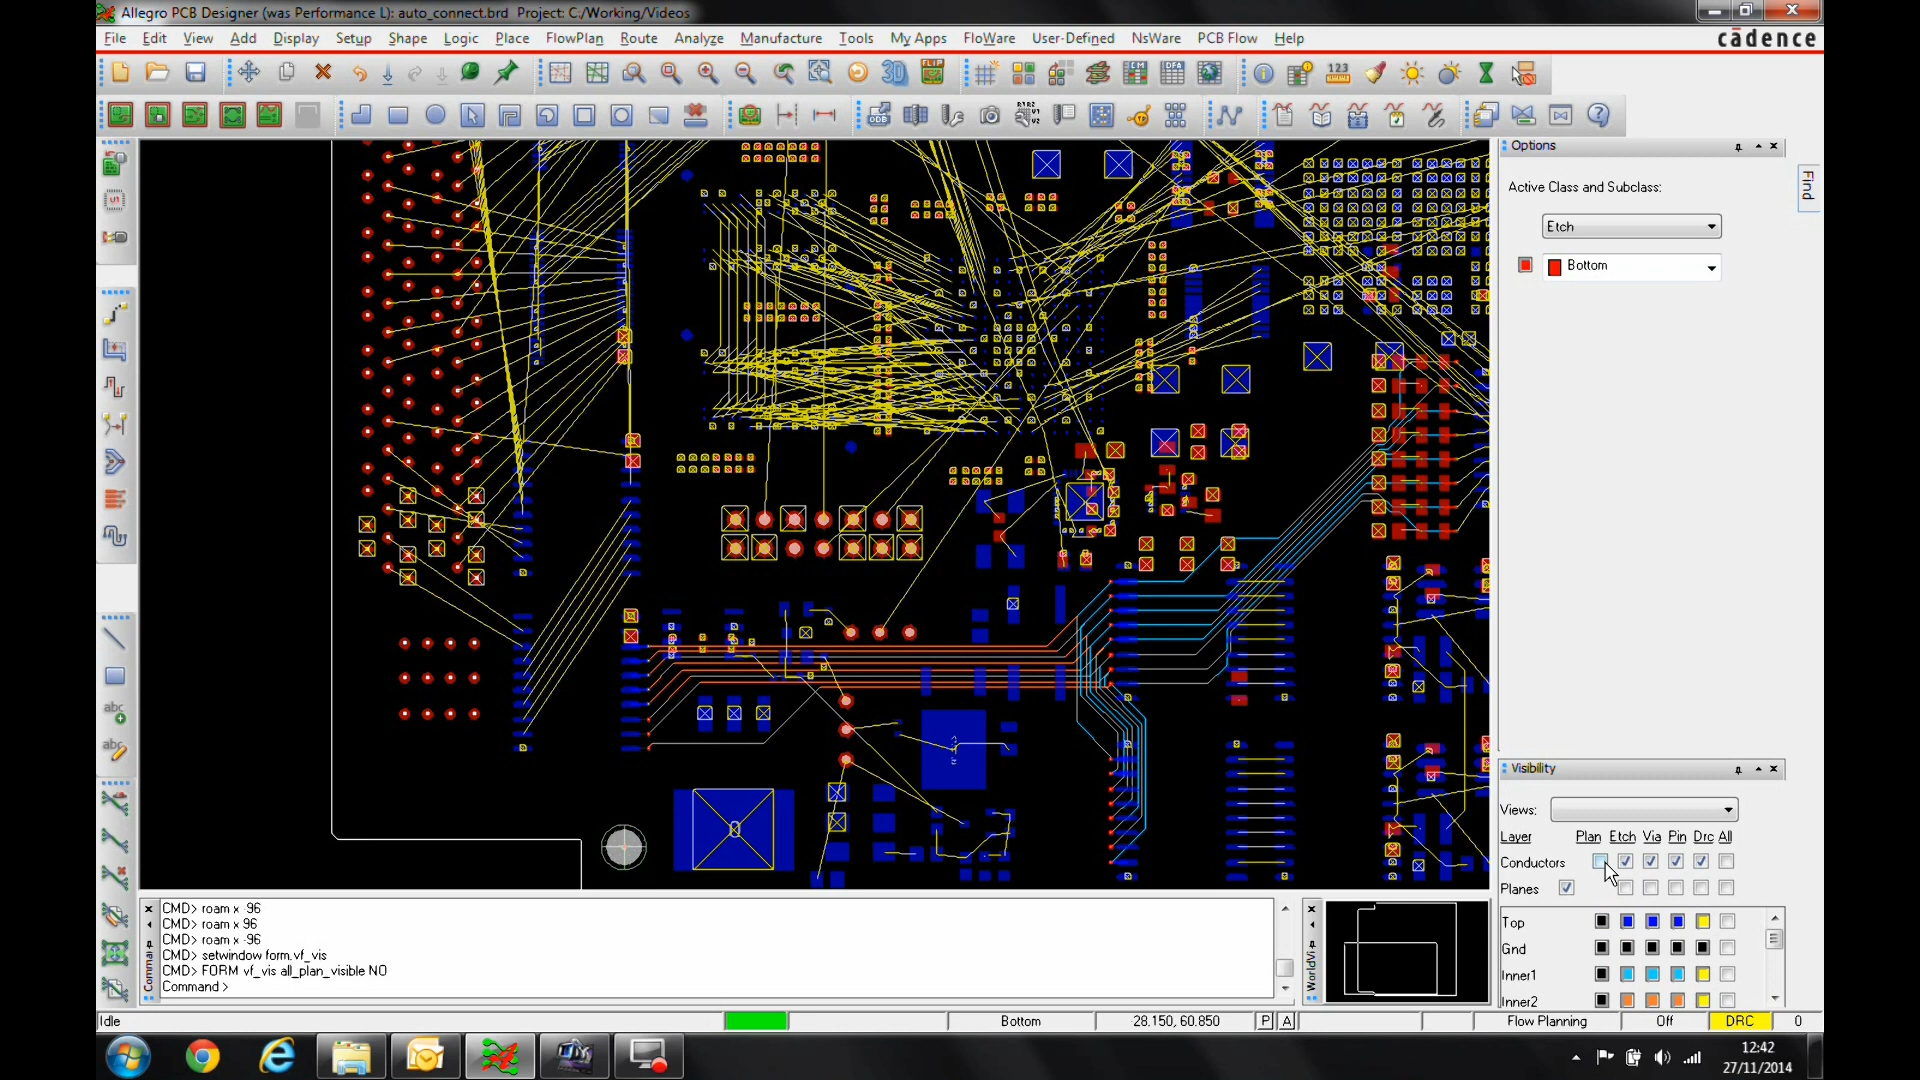 Allegro PCB Designer (was Performance L): auto_connect.brd Project: C:/Working/Videos
File Edit View Add Display Setup Shape Logic Place FlowPlan Route Analyze Manufacture Tools My Apps FloWare User-Defined NsWare PCB Flow Help
cādence
Options
Active Class and Subclass:
Etch
Bottom
Find
Visibility
Views:
Layer Plan Etch Via Pin Drc All
Conductors
Planes
Top
Gnd
Inner1
Inner2
CMD> roam x -96
CMD> roam x 96
CMD> roam x -96
CMD> setwindow form.vf_vis
CMD> FORM vf_vis all_plan_visible NO
Command >
Comman
WorldVi
Idle
Bottom
28.150, 60.850
P A
Flow Planning
Off
DRC
0
12:42
27/11/2014